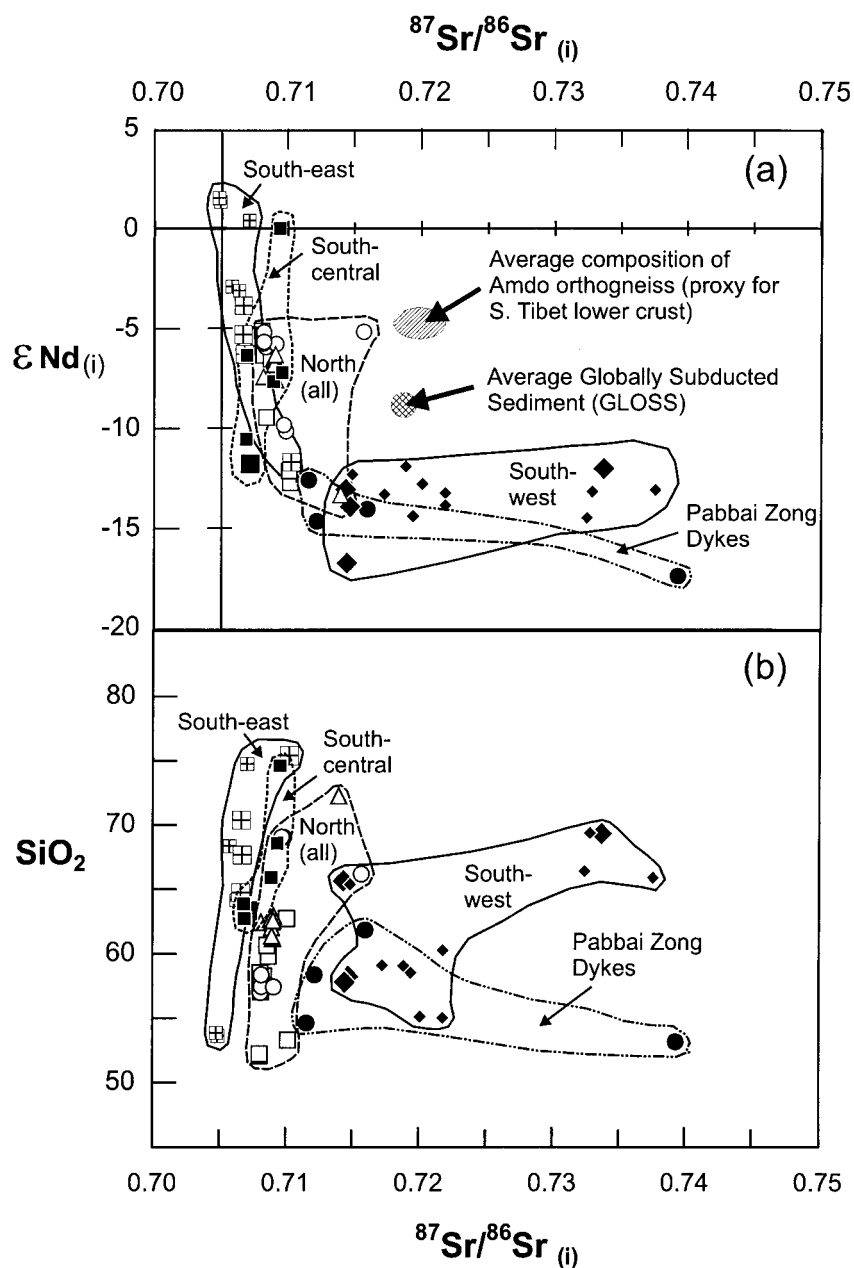 87Sr/86Sr (i)
0.70 0.71 0.72 0.73 0.74 0.75
(a)
5
0
-5
-10
-15
-20
ε Nd(i)
South-east
South-
central
North
(all)
Average composition of
Amdo orthogneiss (proxy for
S. Tibet lower crust)
Average Globally Subducted
Sediment (GLOSS)
South-
west
Pabbai Zong
Dykes
(b)
80
70
60
50
SiO2
South-east
South-
central
North
(all)
South-
west
Pabbai Zong
Dykes
0.70 0.71 0.72 0.73 0.74 0.75
87Sr/86Sr (i)